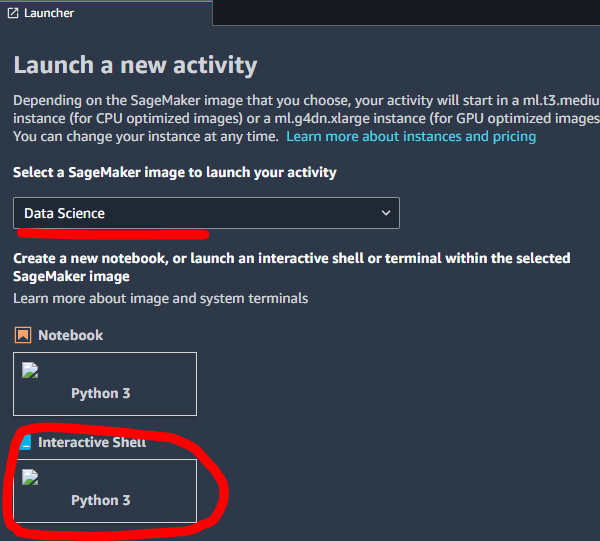 Launcher
Launch a new activity
Depending on the SageMaker image that you choose, your activity will start in a ml.t3.mediu
instance (for CPU optimized images) or a ml.g4dn.xlarge instance (for GPU optimized images
You can change your instance at any time. Learn more about instances and pricing
Select a SageMaker image to launch your activity
Data Science
Create a new notebook, or launch an interactive shell or terminal within the selected
SageMaker image
Learn more about image and system terminals
Notebook
Python 3
Interactive Shell
Python 3